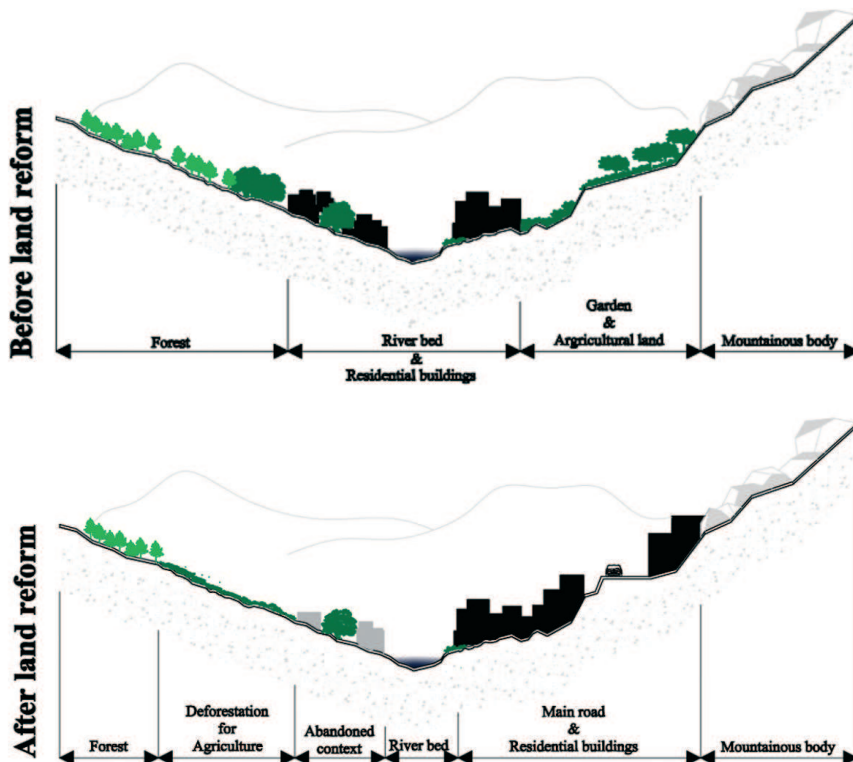 Before land reform
Forest
River bed
&
Residential buildings
Garden
&
Argricultural land
Mountainous body
After land reform
Forest
Deforestation
for
Agriculture
Abandoned
context
River bed
Main road
&
Residential buildings
Mountainous body